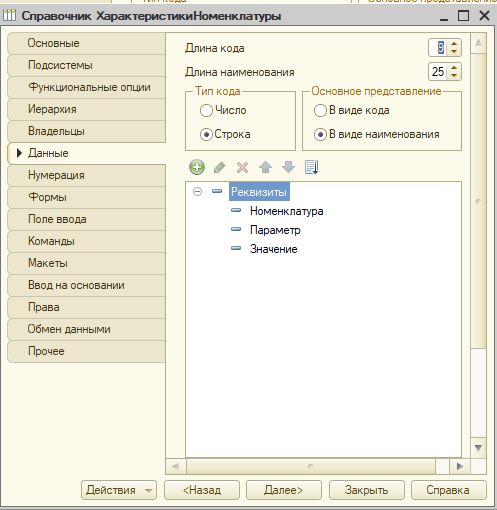 Справочник ХарактеристикиНоменклатуры
Основные
Подсистемы
Функциональные опции
Иерархия
Владельцы
Данные
Нумерация
Формы
Поле ввода
Команды
Макеты
Ввод на основании
Права
Обмен данными
Прочее
Длина кода 9
Длина наименования 25
Тип кода
Число
Строка
Основное представление
В виде кода
В виде наименования
Реквизиты
Номенклатура
Параметр
Значение
Действия <Назад Далее> Закрыть Справка